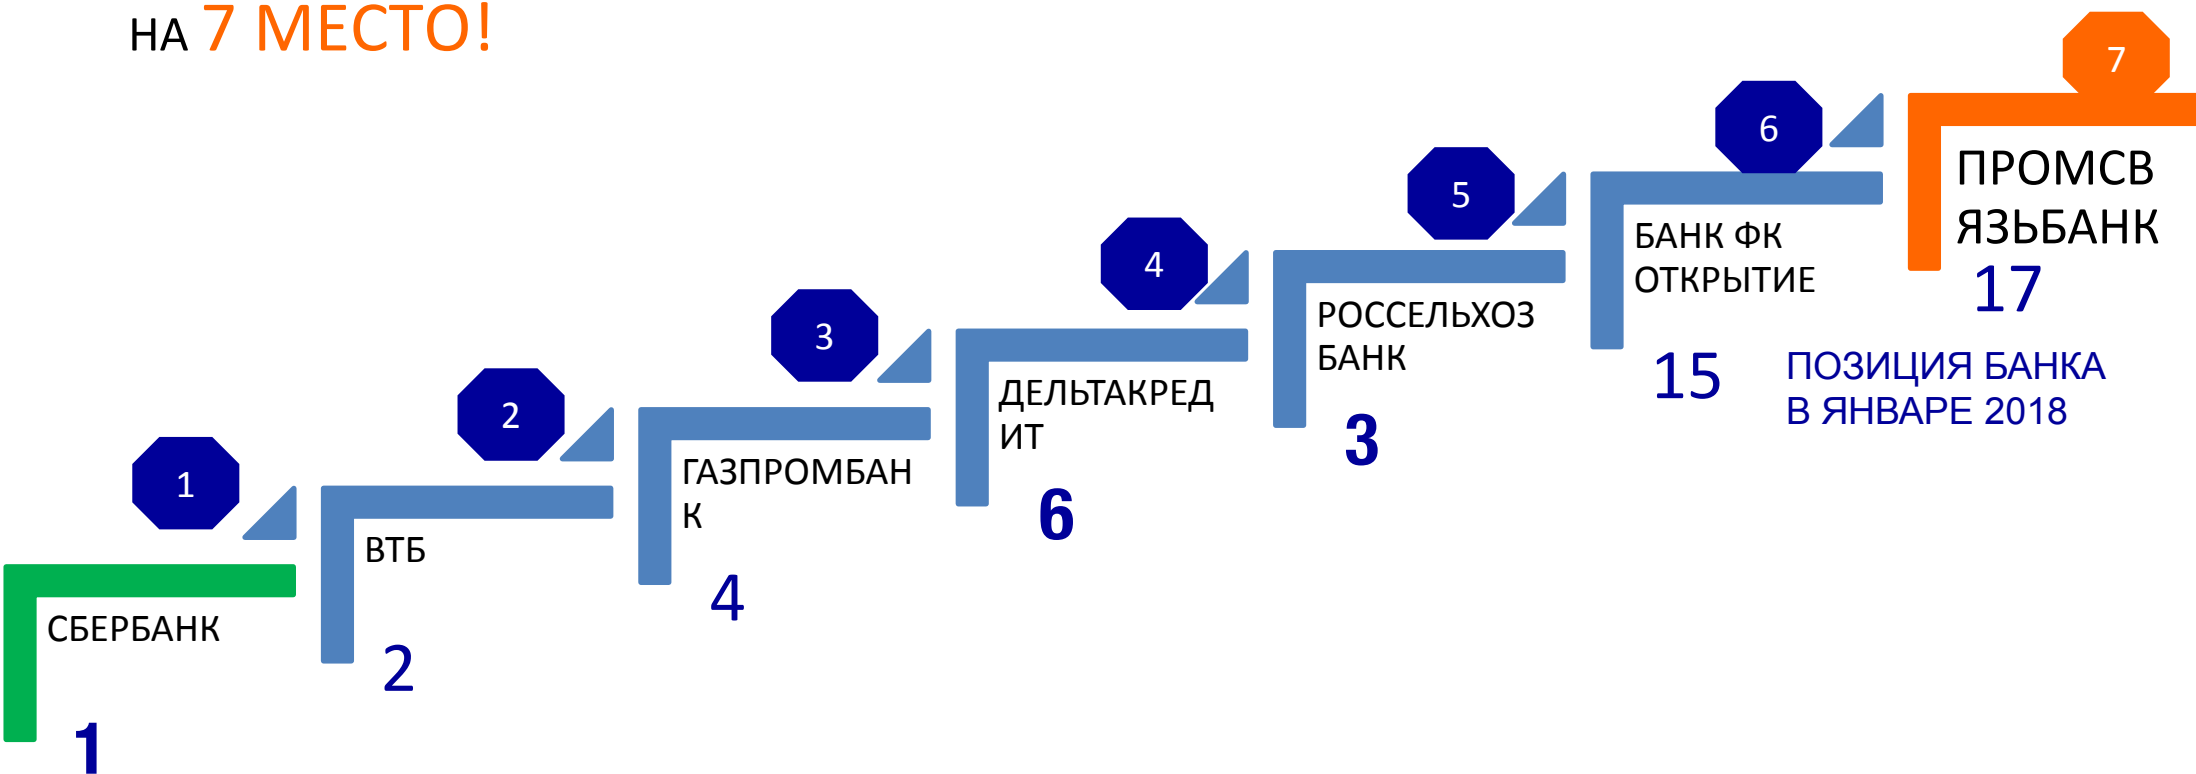 НА 7 МЕСТО!
1
СБЕРБАНК
1
2
ВТБ
2
3
ГАЗПРОМБАН
К
4
4
ДЕЛЬТАКРЕД
ИТ
6
5
РОССЕЛЬХОЗ
БАНК
3
6
БАНК ФК
ОТКРЫТИЕ
15
7
ПРОМСВ
ЯЗЬБАНК
17
ПОЗИЦИЯ БАНКА
В ЯНВАРЕ 2018